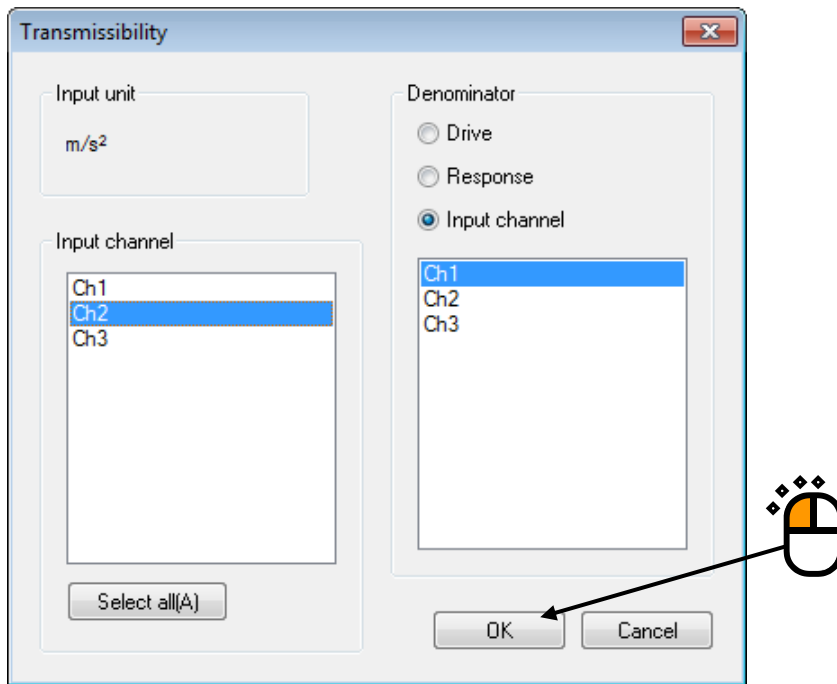 Transmissibility
Input unit
m/s²
Input channel
Ch1
Ch2
Ch3
Select all(A)
Denominator
Drive
Response
Input channel
Ch1
Ch2
Ch3
OK
Cancel